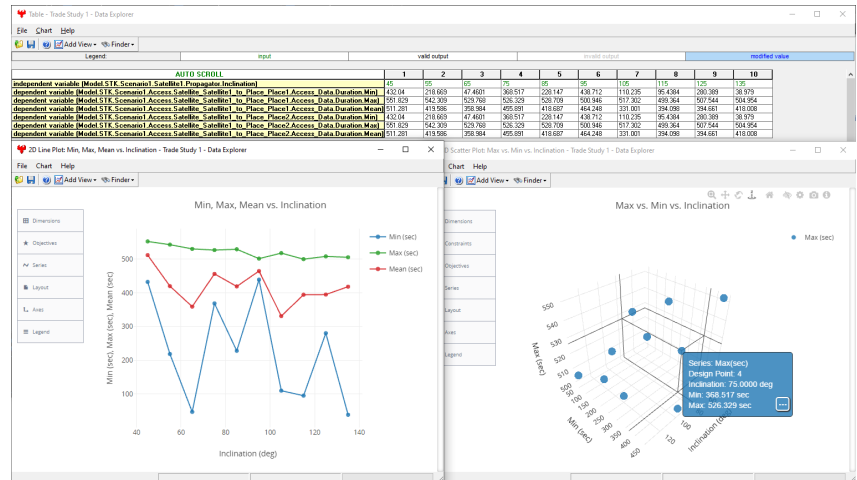 Table - Trade Study 1 - Data Explorer
File Chart Help
Add View Finder
Legend: input valid output invalid output modified value
AUTO SCROLL 1 2 3 4 5 6 7 8 9 10
independent variable (Model.STK.Scenario1.Satellite1.Propagator.Inclination) 45 55 65 75 85 95 105 115 125 135
dependent variable (Model.STK.Scenario1.Access.Satellite_Satellite1_to_Place_Place1.Access_Data.Duration.Min) 432.04 218.669 47.4601 368.517 228.147 438.712 110.235 95.4384 280.389 38.979
dependent variable (Model.STK.Scenario1.Access.Satellite_Satellite1_to_Place_Place1.Access_Data.Duration.Max) 551.829 542.309 529.768 526.329 528.709 500.946 517.302 499.364 507.544 504.954
dependent variable (Model.STK.Scenario1.Access.Satellite_Satellite1_to_Place_Place1.Access_Data.Duration.Mean) 511.281 419.586 358.984 455.891 418.687 464.248 331.001 394.098 394.661 418.008
dependent variable (Model.STK.Scenario1.Access.Satellite_Satellite1_to_Place_Place2.Access_Data.Duration.Min) 432.04 218.669 47.4601 368.517 228.147 438.712 110.235 95.4384 280.389 38.979
dependent variable (Model.STK.Scenario1.Access.Satellite_Satellite1_to_Place_Place2.Access_Data.Duration.Max) 551.829 542.309 529.768 526.329 528.709 500.946 517.302 499.364 507.544 504.954
dependent variable (Model.STK.Scenario1.Access.Satellite_Satellite1_to_Place_Place2.Access_Data.Duration.Mean) 511.281 419.586 358.984 455.891 418.687 464.248 331.001 394.098 394.661 418.008
2D Line Plot: Min, Max, Mean vs. Inclination - Trade Study 1 - Data Explorer
File Chart Help
Add View Finder
Dimensions
Objectives
Series
Layout
Axes
Legend
Min, Max, Mean vs. Inclination
Min (sec)
Max (sec)
Mean (sec)
Min (sec), Max (sec), Mean (sec)
500
400
300
200
100
40 60 80 100 120 140
Inclination (deg)
Scatter Plot: Max vs. Min vs. Inclination - Trade Study 1 - Data Explorer
Chart Help
Add View Finder
Dimensions
Constraints
Objectives
Series
Layout
Axes
Legend
Max vs. Min vs. Inclination
Max (sec)
Max (sec)
550
540
530
520
510
500
Min (sec)
50
100
150
200
250
300
350
400
450
100
120
Series: Max(sec)
Design Point: 4
Inclination: 75.0000 deg
Min: 368.517 sec
Max: 526.329 sec